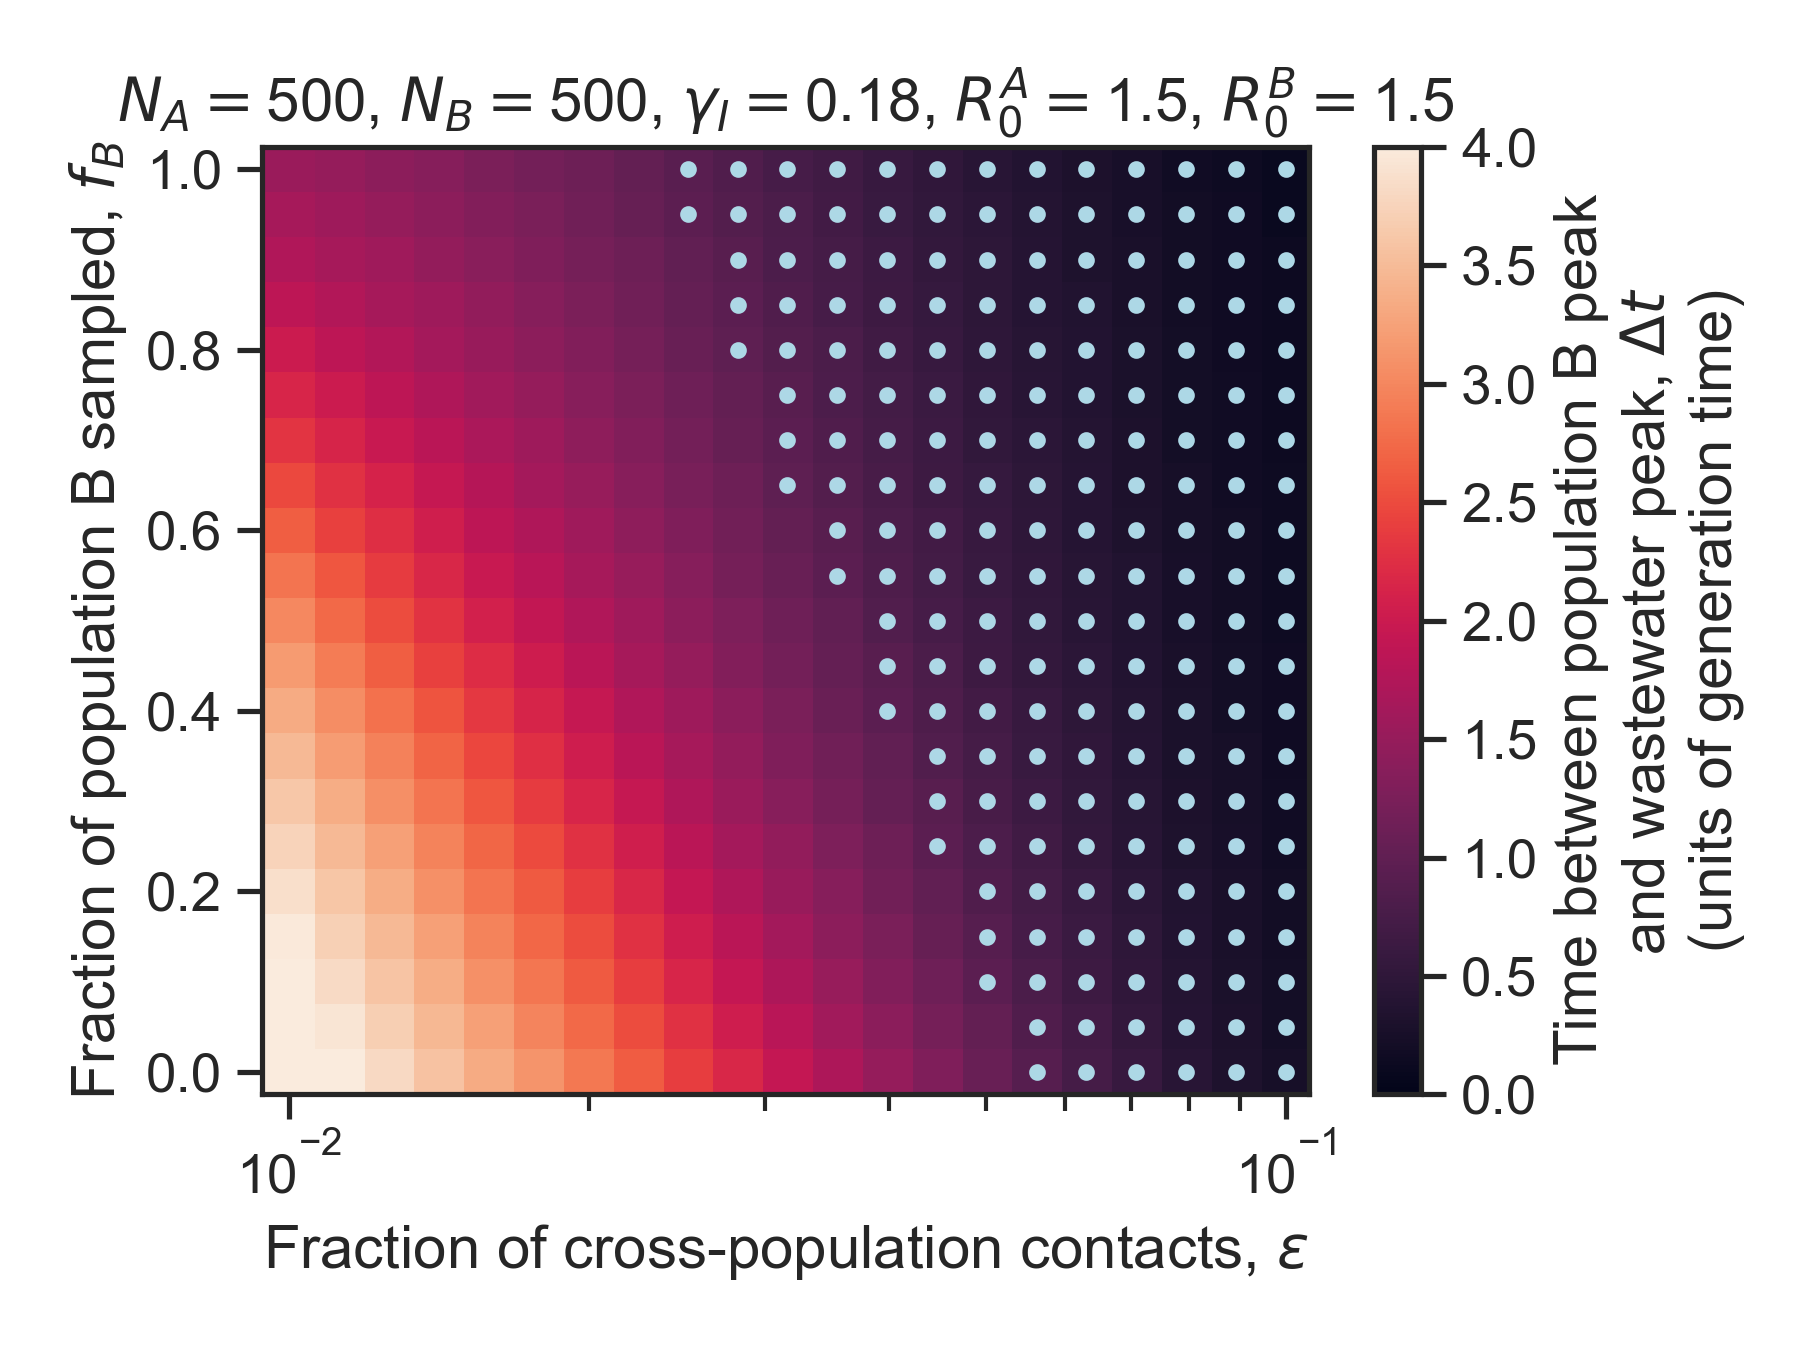 N_A = 500, N_B = 500, γ_I = 0.18, R_0^A = 1.5, R_0^B = 1.5
Fraction of population B sampled, f_B
1.0
0.8
0.6
0.4
0.2
0.0
10^−2
10^−1
Fraction of cross-population contacts, ε
4.0
3.5
3.0
2.5
2.0
1.5
1.0
0.5
0.0
Time between population B peak
and wastewater peak, Δt
(units of generation time)